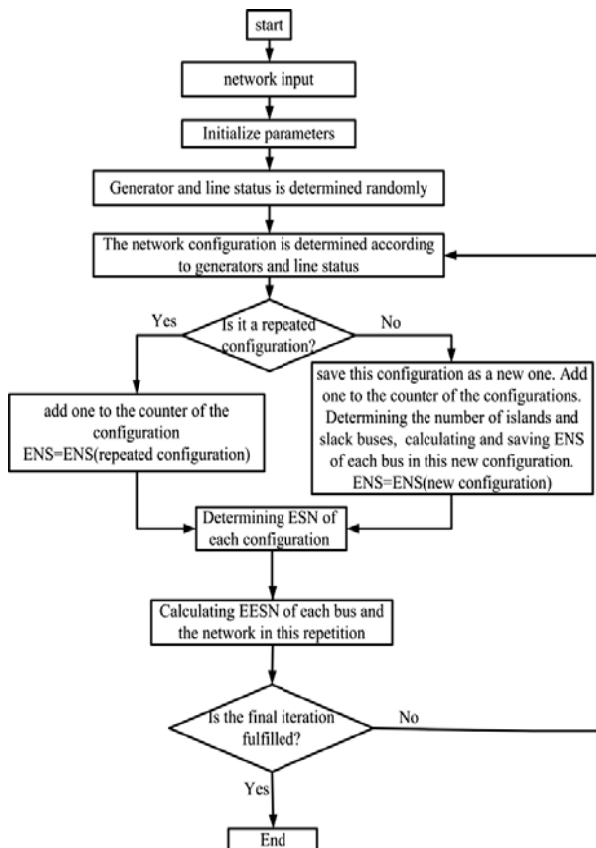 start
network input
Initialize parameters
Generator and line status is determined randomly
The network configuration is determined according
to generators and line status
Yes
Is it a repeated
configuration?
No
add one to the counter of the
configuration
ENS=ENS(repeated configuration)
save this configuration as a new one. Add
one to the counter of the configurations.
Determining the number of islands and
slack buses, calculating and saving ENS
of each bus in this new configuration.
ENS=ENS(new configuration)
Determining ESN of
each configuration
Calculating EESN of each bus and
the network in this repetition
Is the final iteration
fulfilled?
No
Yes
End